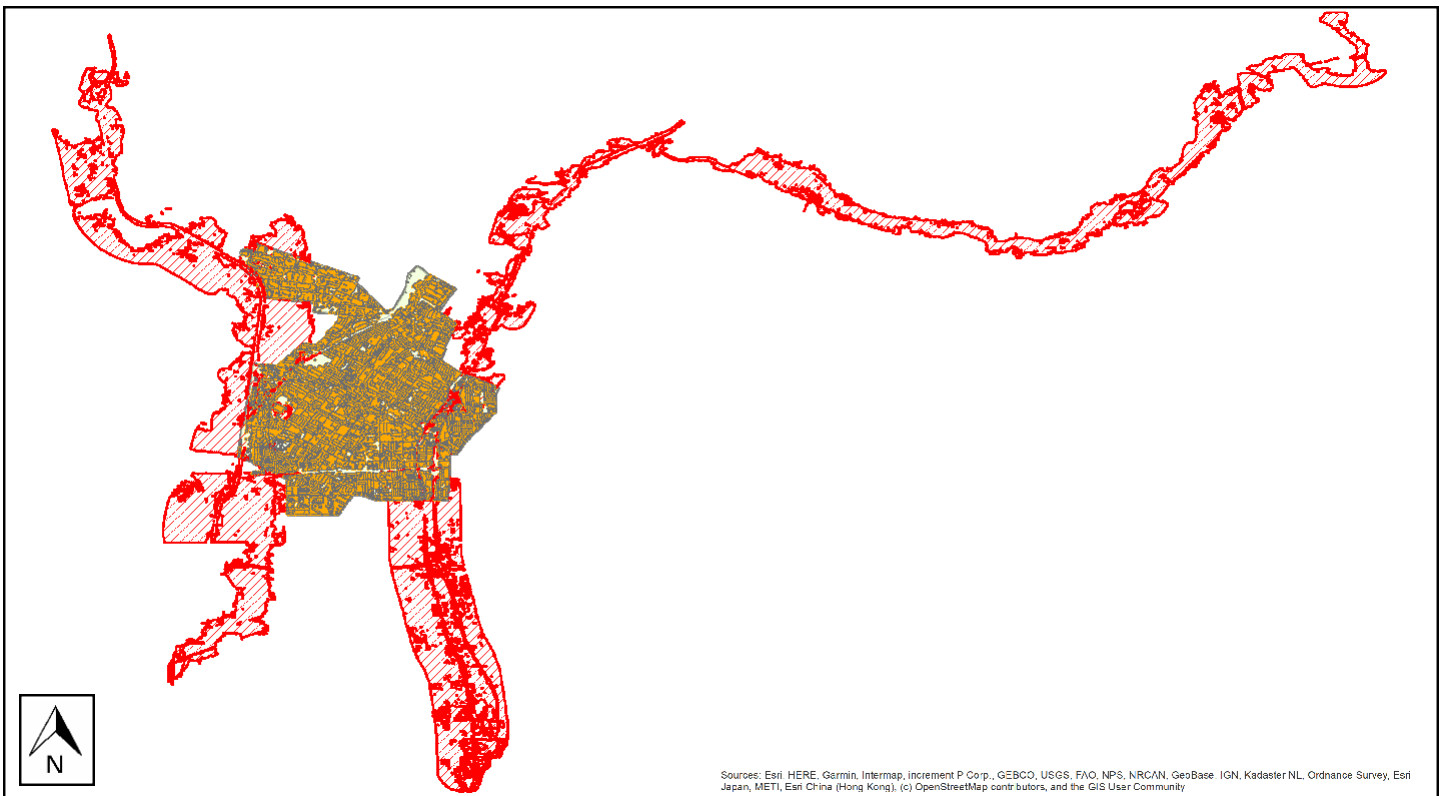 N
Sources: Esri, HERE, Garmin, Intermap, increment P Corp., GEBCO, USGS, FAO, NPS, NRCAN, GeoBase, IGN, Kadaster NL, Ordnance Survey, Esri
Japan, METI, Esri China (Hong Kong), (c) OpenStreetMap contributors, and the GIS User Community